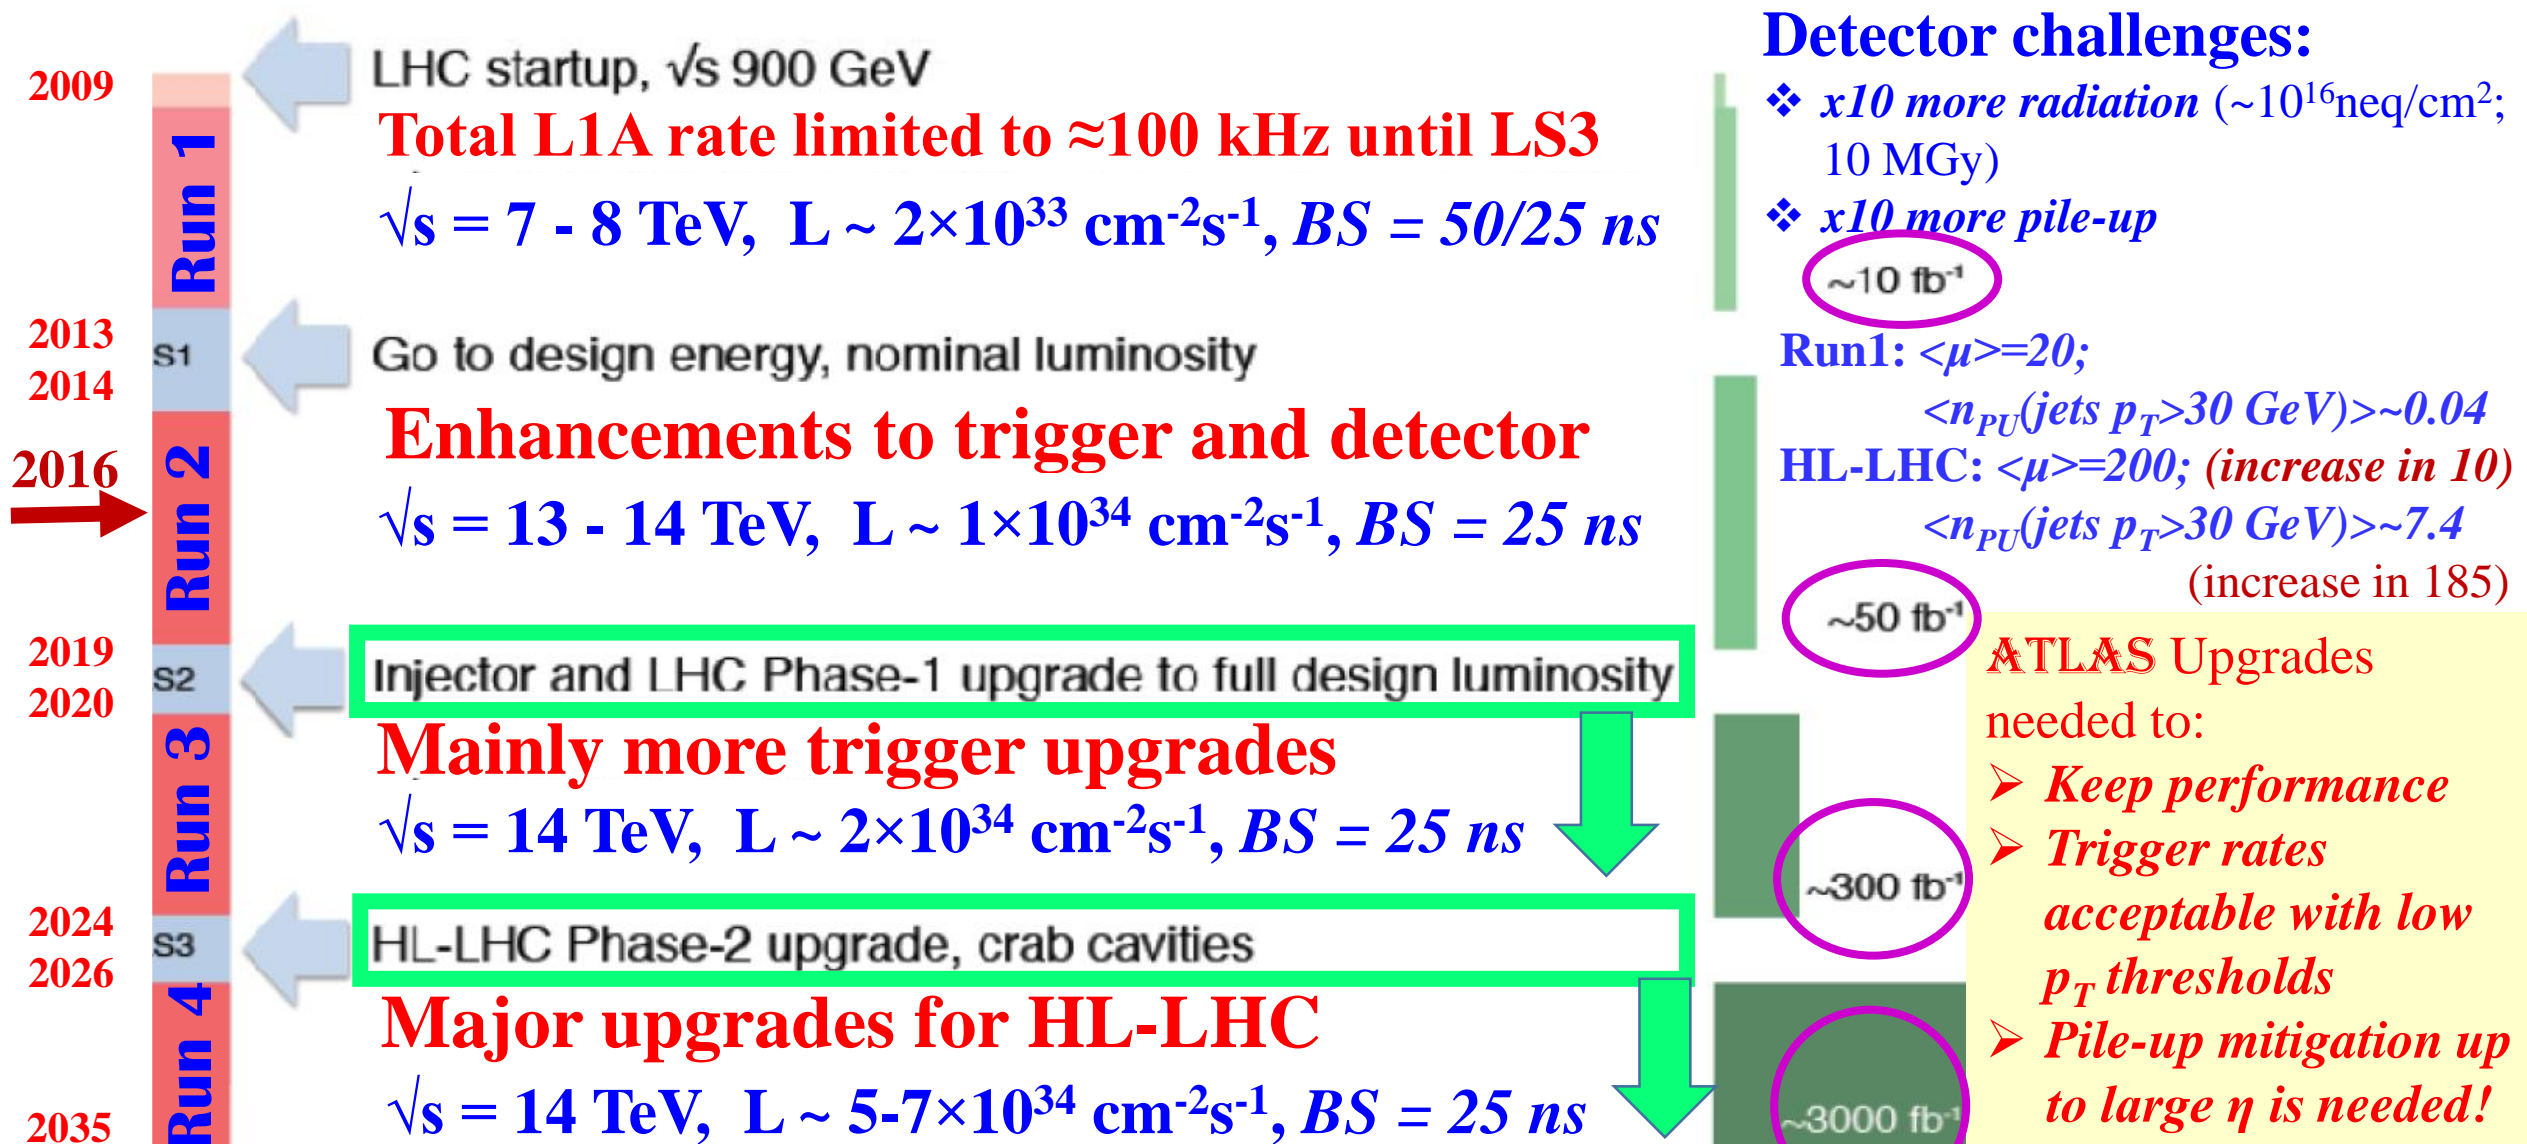 2009
LHC startup, √s 900 GeV
Total L1A rate limited to ≈100 kHz until LS3
Run 1
√s = 7 - 8 TeV, L ~ 2×10³³ cm⁻²s⁻¹, BS = 50/25 ns
2013
2014
S1
Go to design energy, nominal luminosity
Enhancements to trigger and detector
2016
Run 2
√s = 13 - 14 TeV, L ~ 1×10³⁴ cm⁻²s⁻¹, BS = 25 ns
2019
2020
S2
Injector and LHC Phase-1 upgrade to full design luminosity
Mainly more trigger upgrades
Run 3
√s = 14 TeV, L ~ 2×10³⁴ cm⁻²s⁻¹, BS = 25 ns
2024
2026
S3
HL-LHC Phase-2 upgrade, crab cavities
Major upgrades for HL-LHC
Run 4
√s = 14 TeV, L ~ 5-7×10³⁴ cm⁻²s⁻¹, BS = 25 ns
2035
Detector challenges:
❖ x10 more radiation (~10¹⁶neq/cm²;
10 MGy)
❖ x10 more pile-up
~10 fb⁻¹
Run1: <μ>=20;
<n_PU(jets p_T>30 GeV)>~0.04
HL-LHC: <μ>=200; (increase in 10)
<n_PU(jets p_T>30 GeV)>~7.4
(increase in 185)
~50 fb⁻¹
ATLAS Upgrades
needed to:
➢ Keep performance
➢ Trigger rates
acceptable with low
p_T thresholds
➢ Pile-up mitigation up
to large η is needed!
~300 fb⁻¹
~3000 fb⁻¹